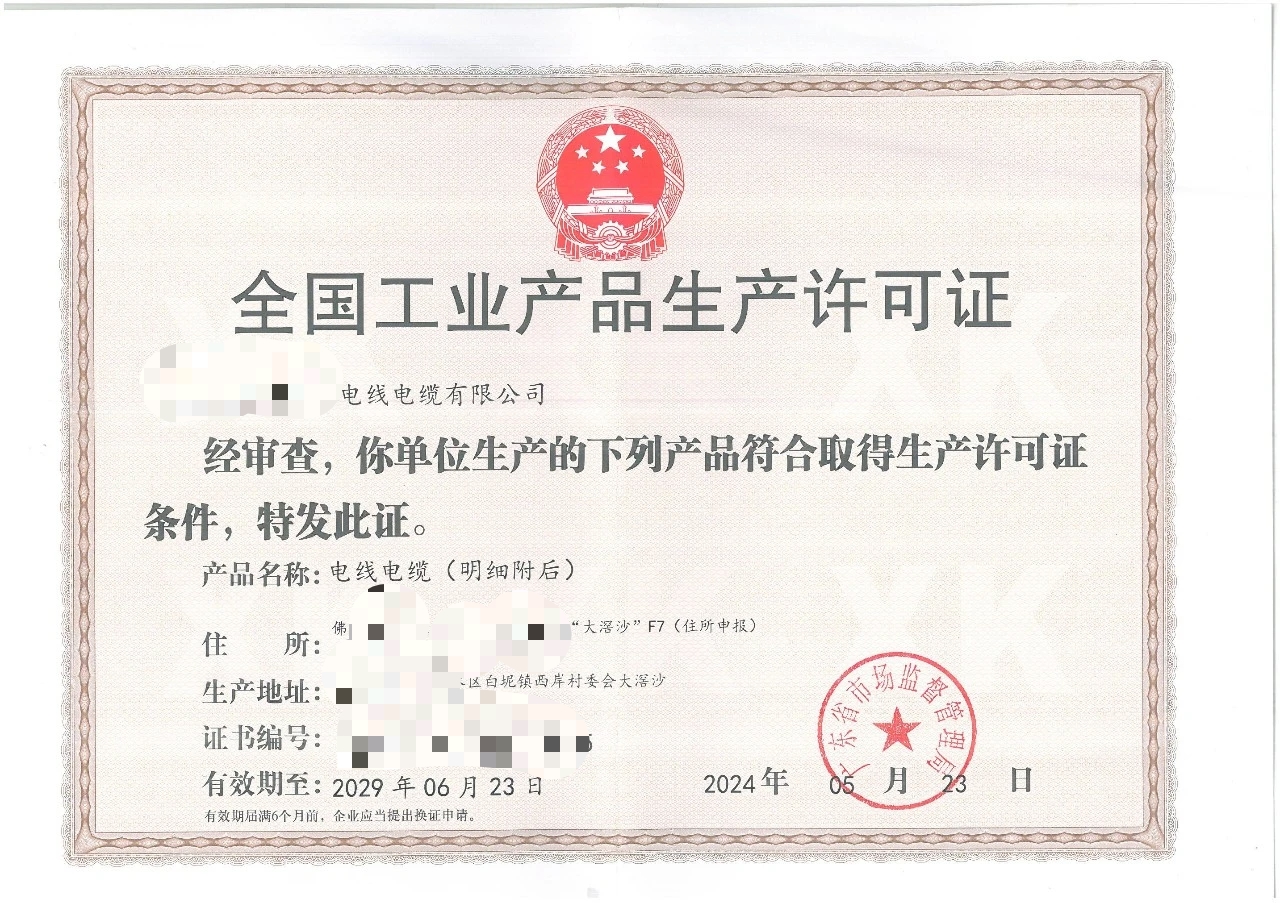 全国工业产品生产许可证
电线电缆有限公司
经审查，你单位生产的下列产品符合取得生产许可证
条件，特发此证。
产品名称：电线电缆（明细附后）
住 所：佛 “大滘沙”F7（住所申报）
生产地址： 区白坭镇西岸村委会大滘沙
证书编号：
有效期至：2029 年 06 月 23 日
2024 年 05 月 23 日
广东省市场监督管理局
有效期届满6个月前，企业应当提出换证申请。